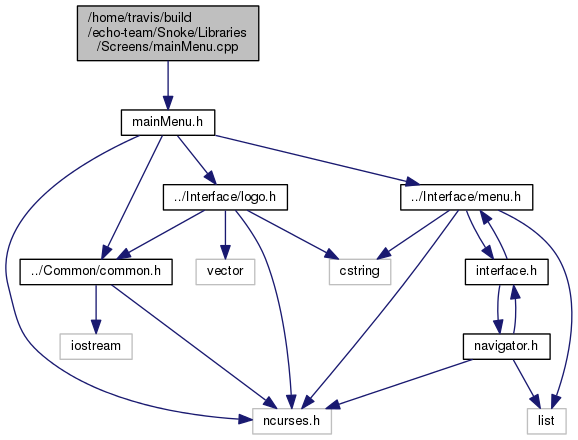 /home/travis/build
/echo-team/Snoke/Libraries
/Screens/mainMenu.cpp
mainMenu.h
../Interface/logo.h
../Interface/menu.h
../Common/common.h
vector
cstring
interface.h
iostream
navigator.h
ncurses.h
list